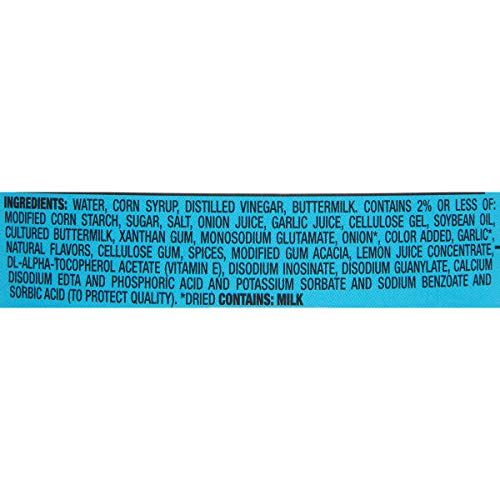 INGREDIENTS: WATER, CORN SYRUP, DISTILLED VINEGAR, BUTTERMILK. CONTAINS 2% OR LESS OF:
MODIFIED CORN STARCH, SUGAR, SALT, ONION JUICE, GARLIC JUICE, CELLULOSE GEL, SOYBEAN OIL,
CULTURED BUTTERMILK, XANTHAN GUM, MONOSODIUM GLUTAMATE, ONION*, COLOR ADDED, GARLIC*,
NATURAL FLAVORS, CELLULOSE GUM, SPICES, MODIFIED GUM ACACIA, LEMON JUICE CONCENTRATE,
DL-ALPHA-TOCOPHEROL ACETATE (VITAMIN E), DISODIUM INOSINATE, DISODIUM GUANYLATE, CALCIUM
DISODIUM EDTA AND PHOSPHORIC ACID AND POTASSIUM SORBATE AND SODIUM BENZOATE AND
SORBIC ACID (TO PROTECT QUALITY). *DRIED CONTAINS: MILK